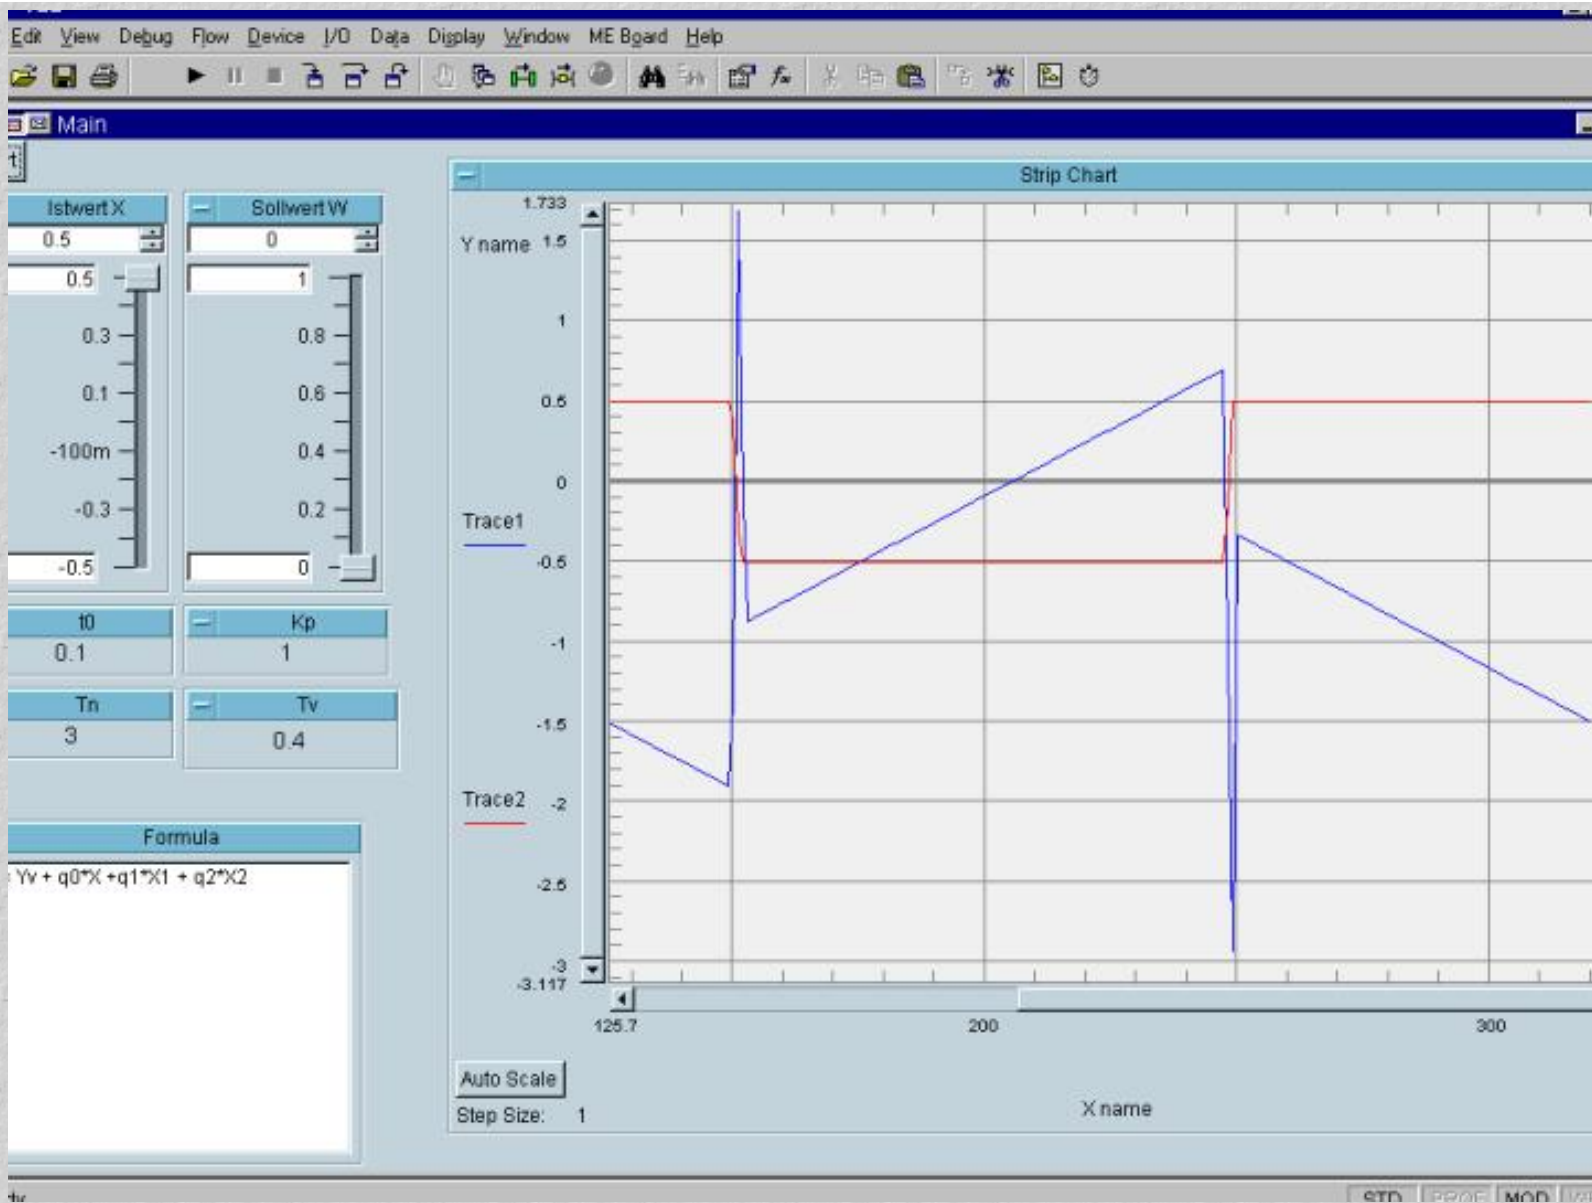 Edit View Debug Flow Device I/O Data Display Window ME Board Help
Main
Istwert X
0.5
0.5
0.3
0.1
-100m
-0.3
-0.5
Sollwert W
0
1
0.8
0.6
0.4
0.2
0
t0
0.1
Kp
1
Tn
3
Tv
0.4
Formula
Yv + q0*X +q1*X1 + q2*X2
Strip Chart
1.733
Y name 1.5
1
0.5
0
Trace1
-0.5
-1
-1.5
Trace2 -2
-2.5
-3
-3.117
125.7 200 300
Auto Scale
X name
Step Size: 1
STD PROF MOD